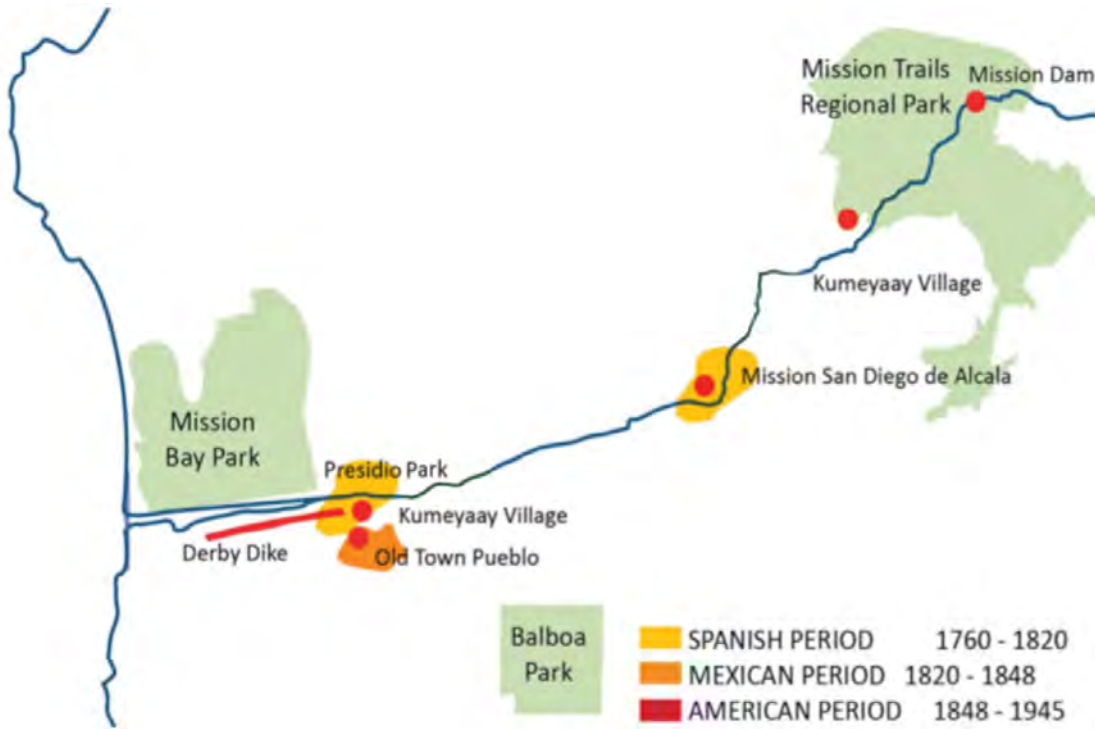 Mission Trails
Regional Park
Mission Dam
Kumeyaay Village
Mission San Diego de Alcala
Mission
Bay Park
Presidio Park
Kumeyaay Village
Derby Dike
Old Town Pueblo
Balboa
Park
SPANISH PERIOD 1760 - 1820
MEXICAN PERIOD 1820 - 1848
AMERICAN PERIOD 1848 - 1945